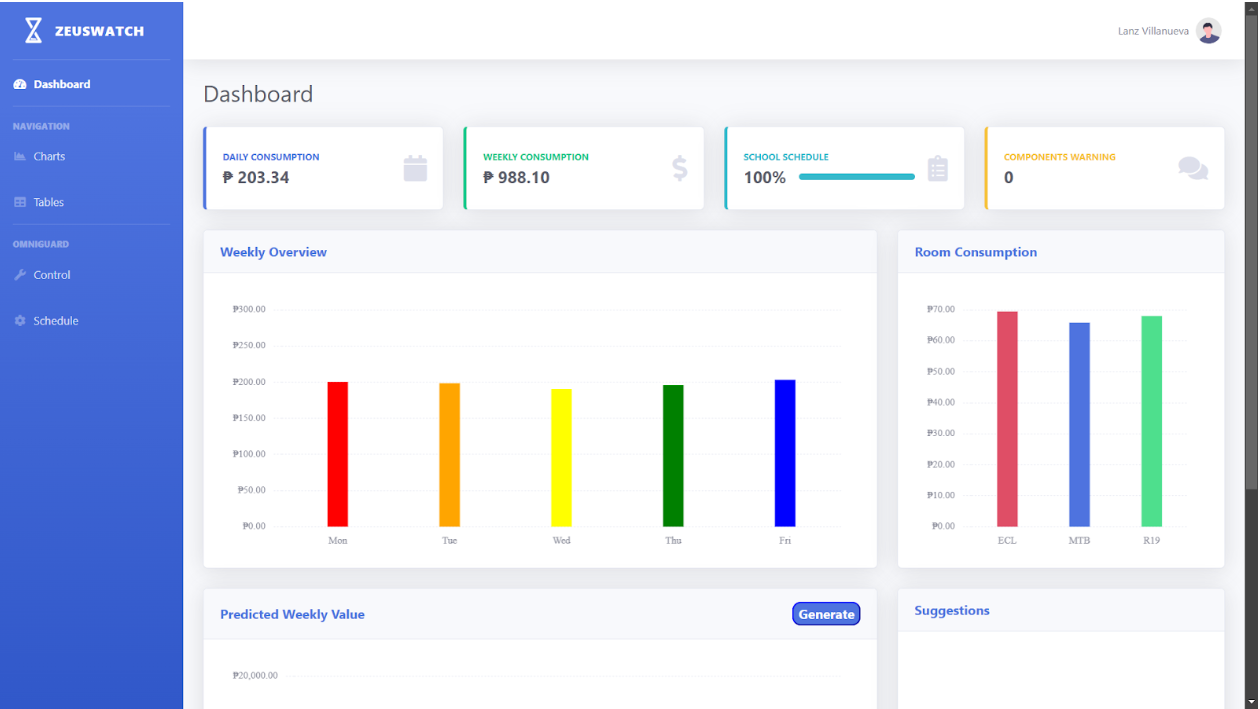 ZEUSWATCH
Lanz Villanueva
Dashboard
NAVIGATION
Charts
Tables
OMNIGUARD
Control
Schedule
Dashboard
DAILY CONSUMPTION
₱ 203.34
WEEKLY CONSUMPTION
₱ 988.10
SCHOOL SCHEDULE
100%
COMPONENTS WARNING
0
Weekly Overview
₱300.00
₱250.00
₱200.00
₱150.00
₱100.00
₱50.00
₱0.00
Mon Tue Wed Thu Fri
Room Consumption
₱70.00
₱60.00
₱50.00
₱40.00
₱30.00
₱20.00
₱10.00
₱0.00
ECL MTB R19
Predicted Weekly Value
Generate
₱20,000.00
Suggestions